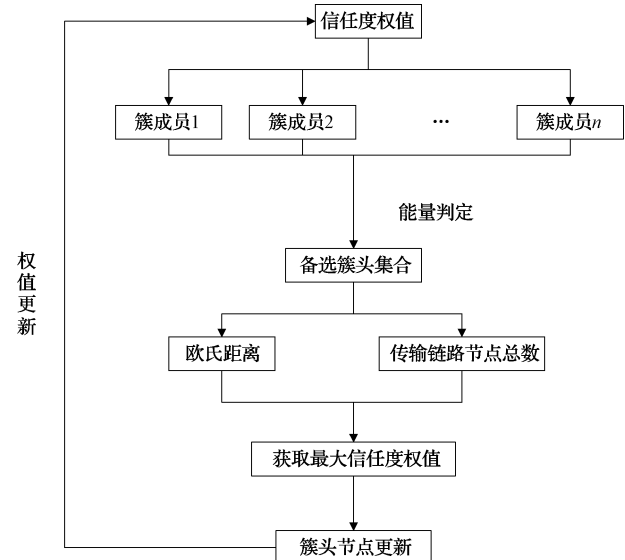 信任度权值
簇成员1
簇成员2
...
簇成员n
能量判定
权值更新
备选簇头集合
欧氏距离
传输链路节点总数
获取最大信任度权值
簇头节点更新